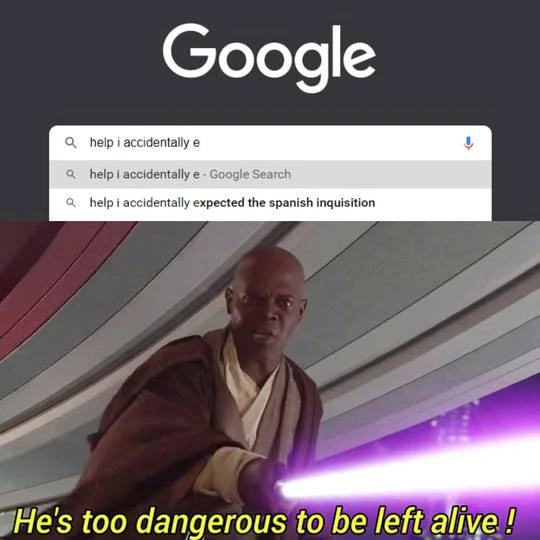 Google
help i accidentally e
help i accidentally e - Google Search
help i accidentally expected the spanish inquisition
He's too dangerous to be left alive !